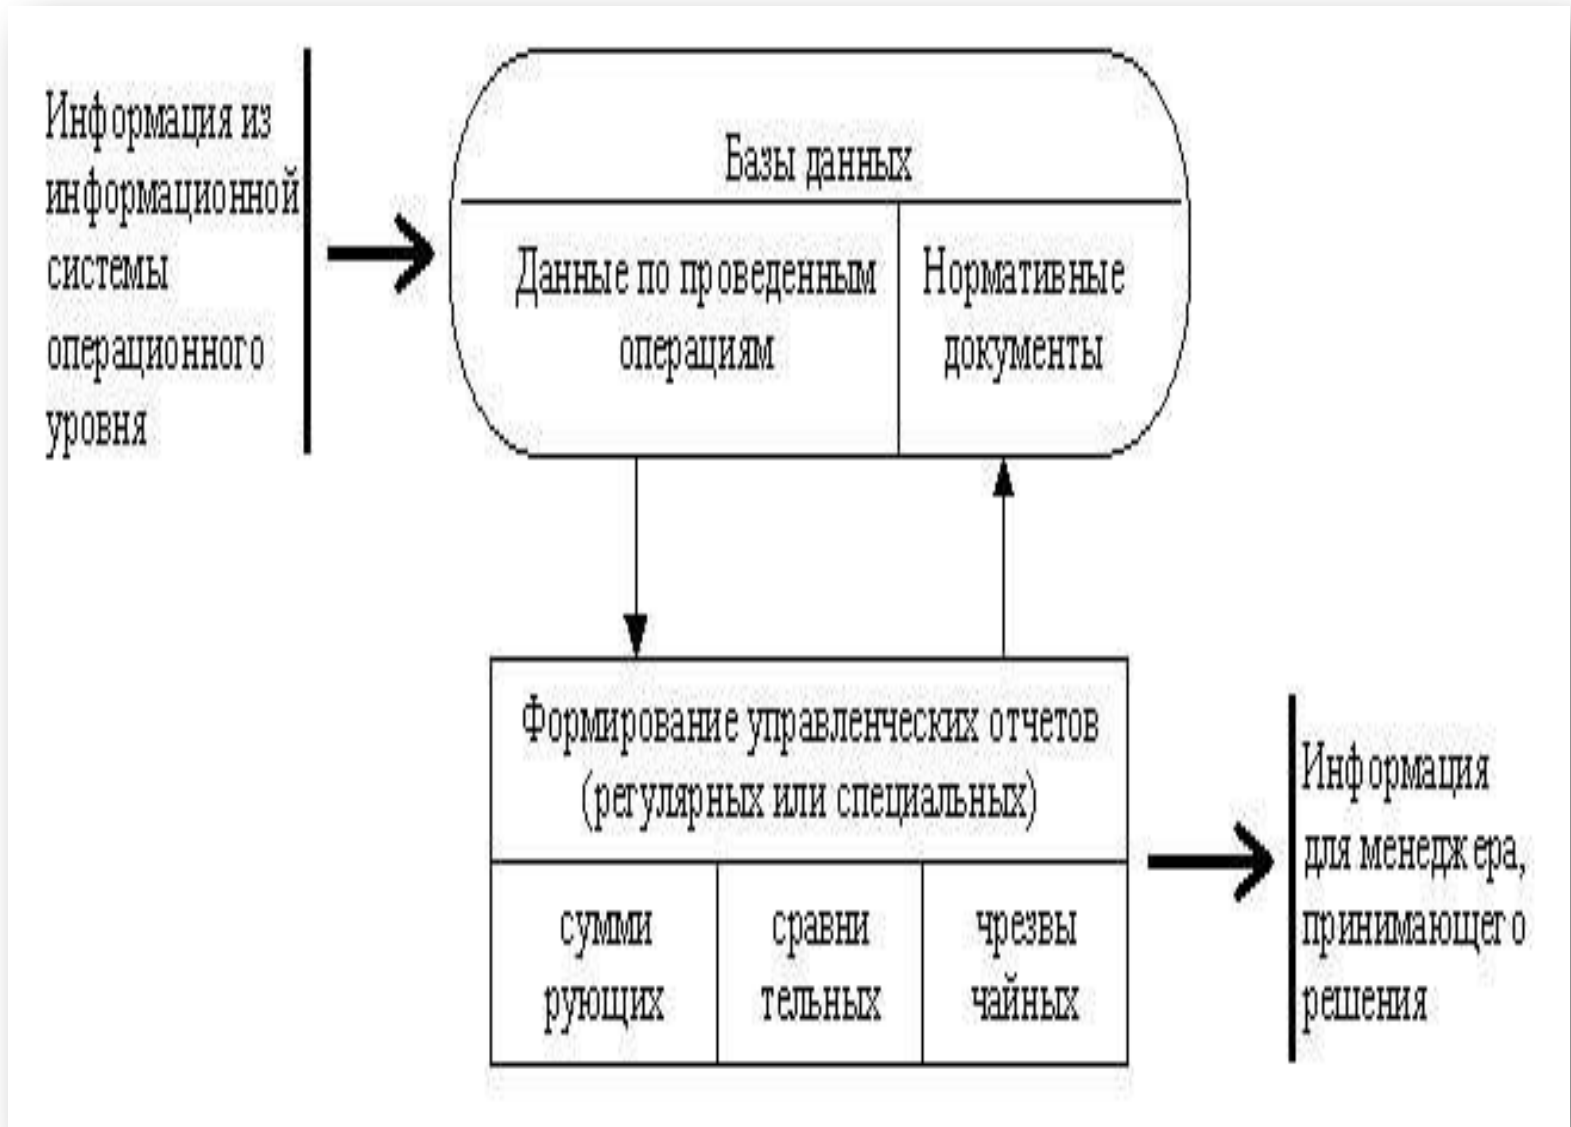 Информация из
информационной
системы
операционного
уровня
Базы данных
Данные по проведенным
операциям
Нормативные
документы
Формирование управленческих отчетов
(регулярных или специальных)
сумми
рующих
сравни
тельных
чрезвы
чайных
Информация
для менеджера,
принимающего
решения